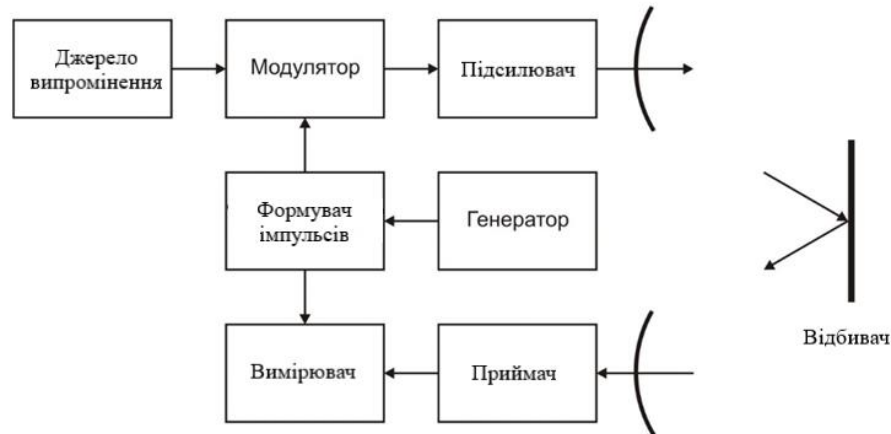 Джерело
випромінення
Модулятор
Підсилювач
Формувач
імпульсів
Генератор
Вимірювач
Приймач
Відбивач